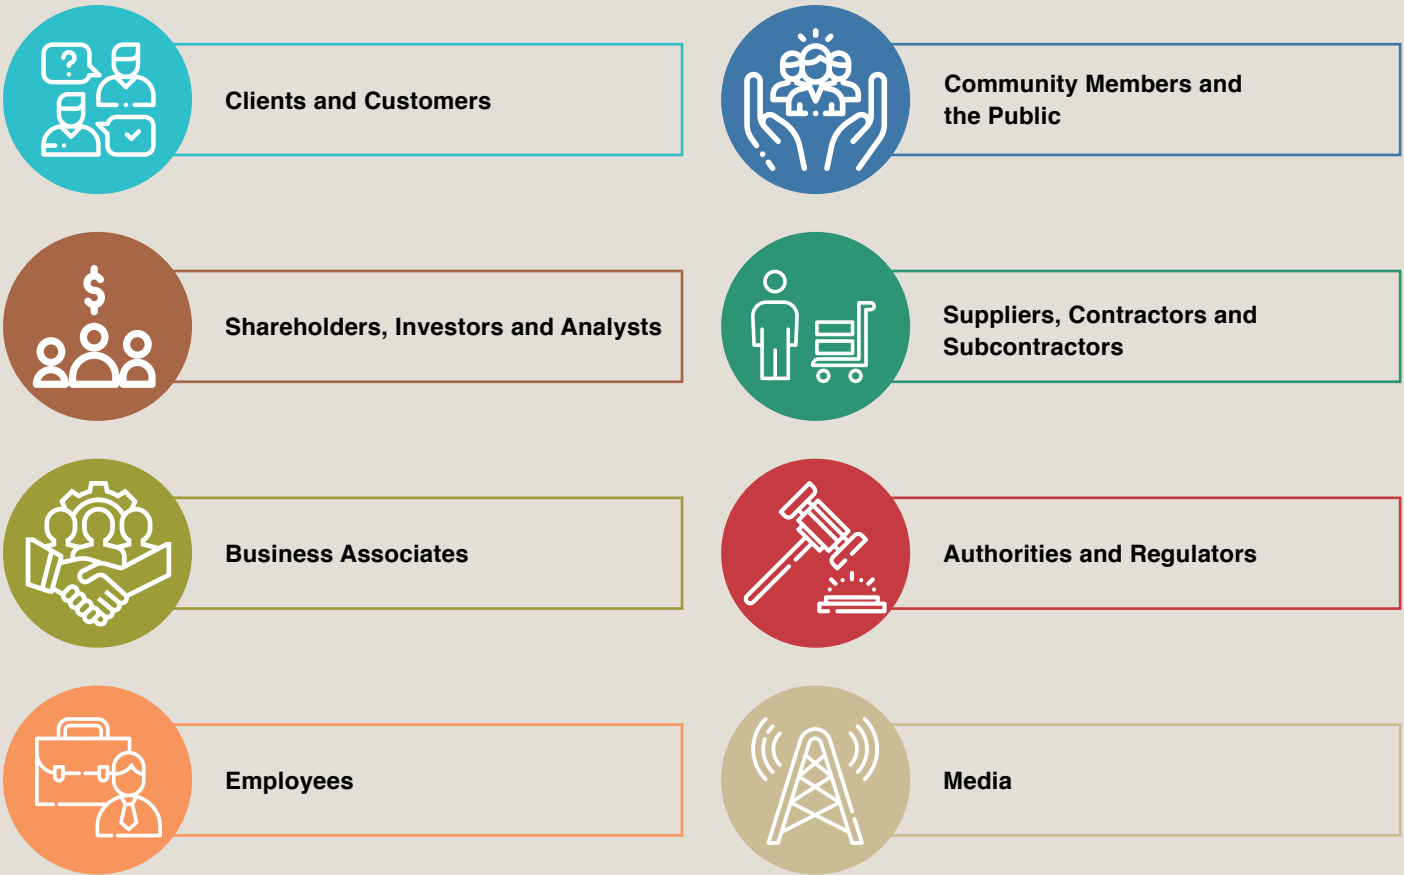 ?
Clients and Customers
Community Members and
the Public
$
Shareholders, Investors and Analysts
Suppliers, Contractors and
Subcontractors
Business Associates
Authorities and Regulators
Employees
Media